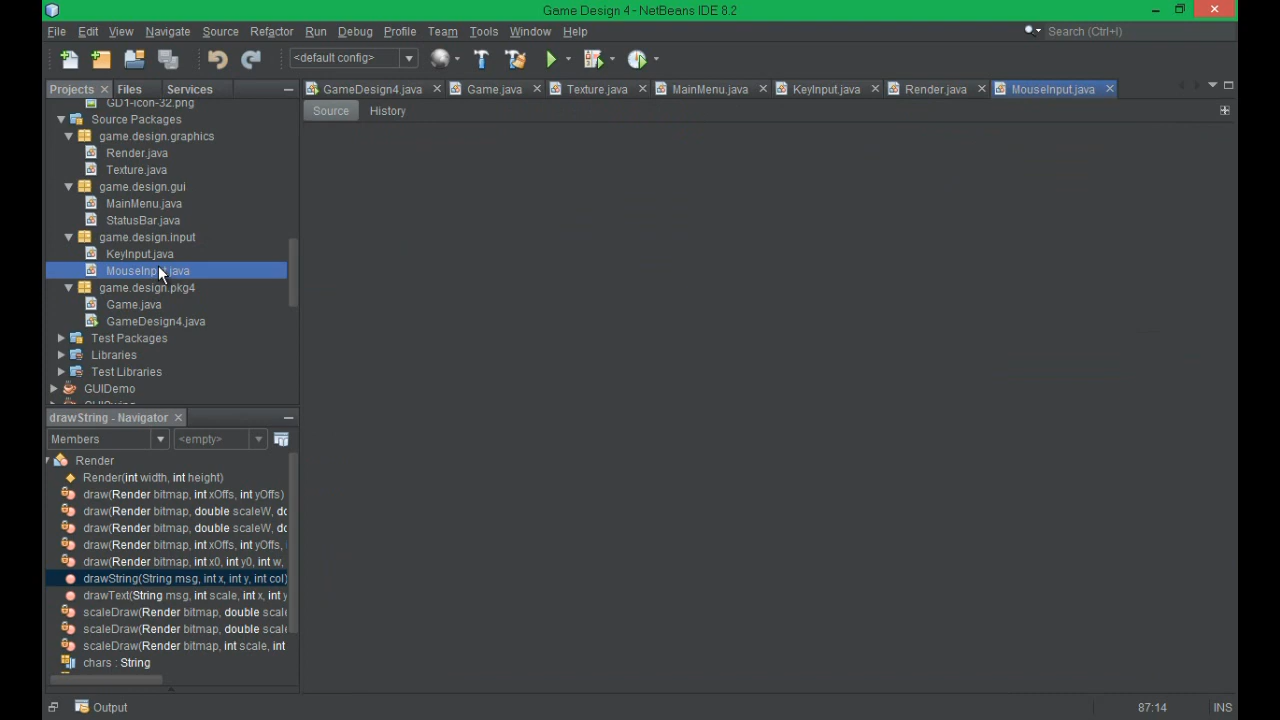 Game Design 4 - NetBeans IDE 8.2
File Edit View Navigate Source Refactor Run Debug Profile Team Tools Window Help
Search (Ctrl+I)
<default config>
Projects Files Services
GameDesign4.java Game.java Texture.java MainMenu.java KeyInput.java Render.java MouseInput.java
Source History
GD1-icon-32.png
Source Packages
game.design.graphics
Render.java
Texture.java
game.design.gui
MainMenu.java
StatusBar.java
game.design.input
KeyInput.java
MouseInput.java
game.design.pkg4
Game.java
GameDesign4.java
Test Packages
Libraries
Test Libraries
GUIDemo
drawString - Navigator
Members <empty>
Render
Render(int width, int height)
draw(Render bitmap, int xOffs, int yOffs)
draw(Render bitmap, double scaleW, dc
draw(Render bitmap, double scaleW, dc
draw(Render bitmap, int xOffs, int yOffs,
draw(Render bitmap, int x0, int y0, int w,
drawString(String msg, int x, int y, int col)
drawText(String msg, int scale, int x, int y
scaleDraw(Render bitmap, double scale
scaleDraw(Render bitmap, double scale
scaleDraw(Render bitmap, int scale, int
chars : String
Output
87:14 INS